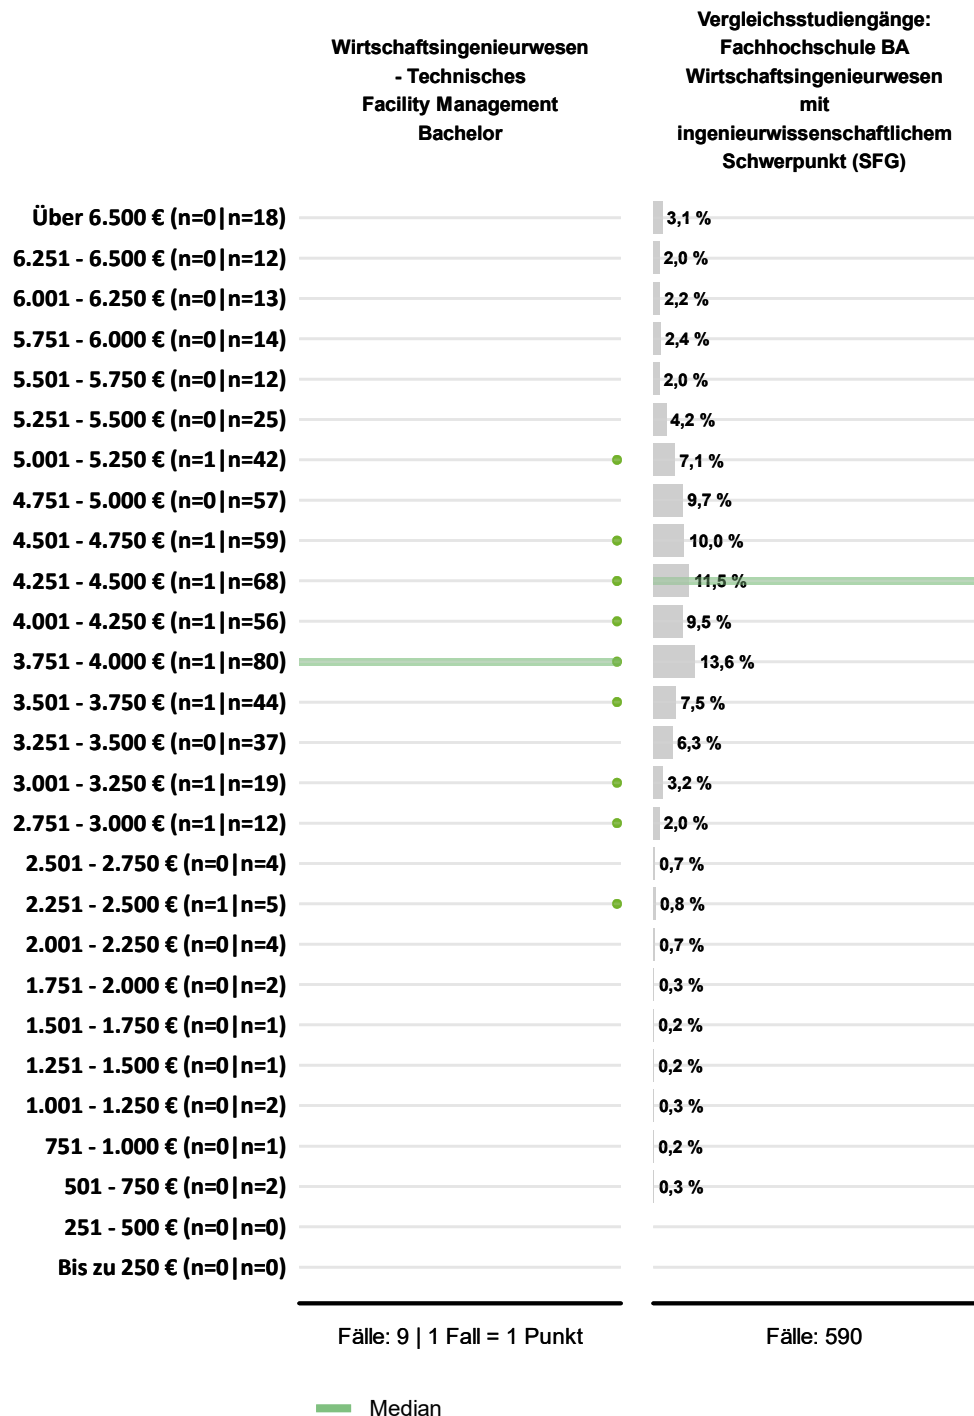 Wirtschaftsingenieurwesen
- Technisches
Facility Management
Bachelor
Vergleichsstudiengänge:
Fachhochschule BA
Wirtschaftsingenieurwesen
mit
ingenieurwissenschaftlichem
Schwerpunkt (SFG)
Über 6.500 € (n=0|n=18) 3,1 %
6.251 - 6.500 € (n=0|n=12) 2,0 %
6.001 - 6.250 € (n=0|n=13) 2,2 %
5.751 - 6.000 € (n=0|n=14) 2,4 %
5.501 - 5.750 € (n=0|n=12) 2,0 %
5.251 - 5.500 € (n=0|n=25) 4,2 %
5.001 - 5.250 € (n=1|n=42) 7,1 %
4.751 - 5.000 € (n=0|n=57) 9,7 %
4.501 - 4.750 € (n=1|n=59) 10,0 %
4.251 - 4.500 € (n=1|n=68) 11,5 %
4.001 - 4.250 € (n=1|n=56) 9,5 %
3.751 - 4.000 € (n=1|n=80) 13,6 %
3.501 - 3.750 € (n=1|n=44) 7,5 %
3.251 - 3.500 € (n=0|n=37) 6,3 %
3.001 - 3.250 € (n=1|n=19) 3,2 %
2.751 - 3.000 € (n=1|n=12) 2,0 %
2.501 - 2.750 € (n=0|n=4) 0,7 %
2.251 - 2.500 € (n=1|n=5) 0,8 %
2.001 - 2.250 € (n=0|n=4) 0,7 %
1.751 - 2.000 € (n=0|n=2) 0,3 %
1.501 - 1.750 € (n=0|n=1) 0,2 %
1.251 - 1.500 € (n=0|n=1) 0,2 %
1.001 - 1.250 € (n=0|n=2) 0,3 %
751 - 1.000 € (n=0|n=1) 0,2 %
501 - 750 € (n=0|n=2) 0,3 %
251 - 500 € (n=0|n=0)
Bis zu 250 € (n=0|n=0)
Fälle: 9 | 1 Fall = 1 Punkt
Fälle: 590
Median